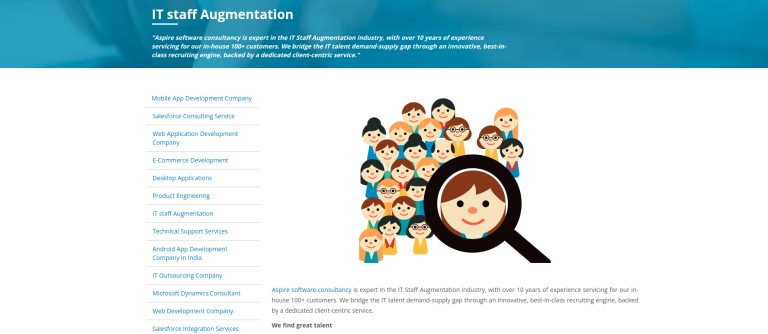 IT staff Augmentation
"Aspire software consultancy is expert in the IT Staff Augmentation industry, with over 10 years of experience
servicing for our in-house 100+ customers. We bridge the IT talent demand-supply gap through an innovative, best-in-
class recruiting engine, backed by a dedicated client-centric service."
Mobile App Development Company
Salesforce Consulting Service
Web Application Development
Company
E-Commerce Development
Desktop Applications
Product Engineering
IT staff Augmentation
Technical Support Services
Android App Development
Company in India
IT Outsourcing Company
Microsoft Dynamics Consultant
Web Development Company
Salesforce Integration Services
Aspire software consultancy is expert in the IT Staff Augmentation industry, with over 10 years of experience servicing for our in-
house 100+ customers. We bridge the IT talent demand-supply gap through an innovative, best-in-class recruiting engine, backed
by a dedicated client-centric service.
We find great talent